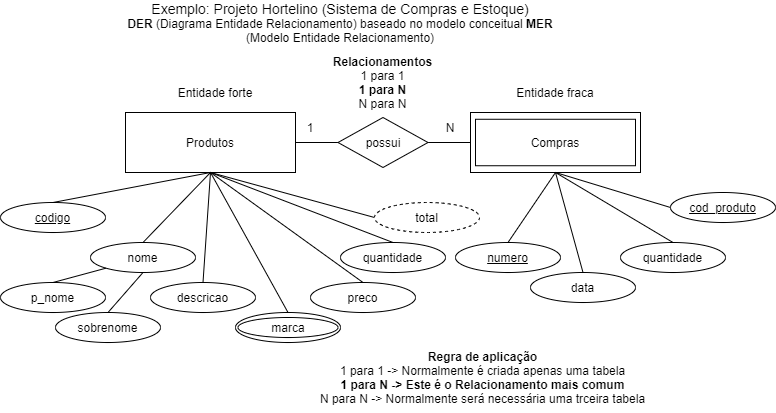 Exemplo: Projeto Hortelino (Sistema de Compras e Estoque)
DER (Diagrama Entidade Relacionamento) baseado no modelo conceitual MER
(Modelo Entidade Relacionamento)
Relacionamentos
1 para 1
1 para N
N para N
Entidade forte
Entidade fraca
Produtos
1
possui
N
Compras
codigo
total
cod_produto
nome
quantidade
numero
quantidade
p_nome
descricao
preco
data
sobrenome
marca
Regra de aplicação
1 para 1 -> Normalmente é criada apenas uma tabela
1 para N -> Este é o Relacionamento mais comum
N para N -> Normalmente será necessária uma trceira tabela